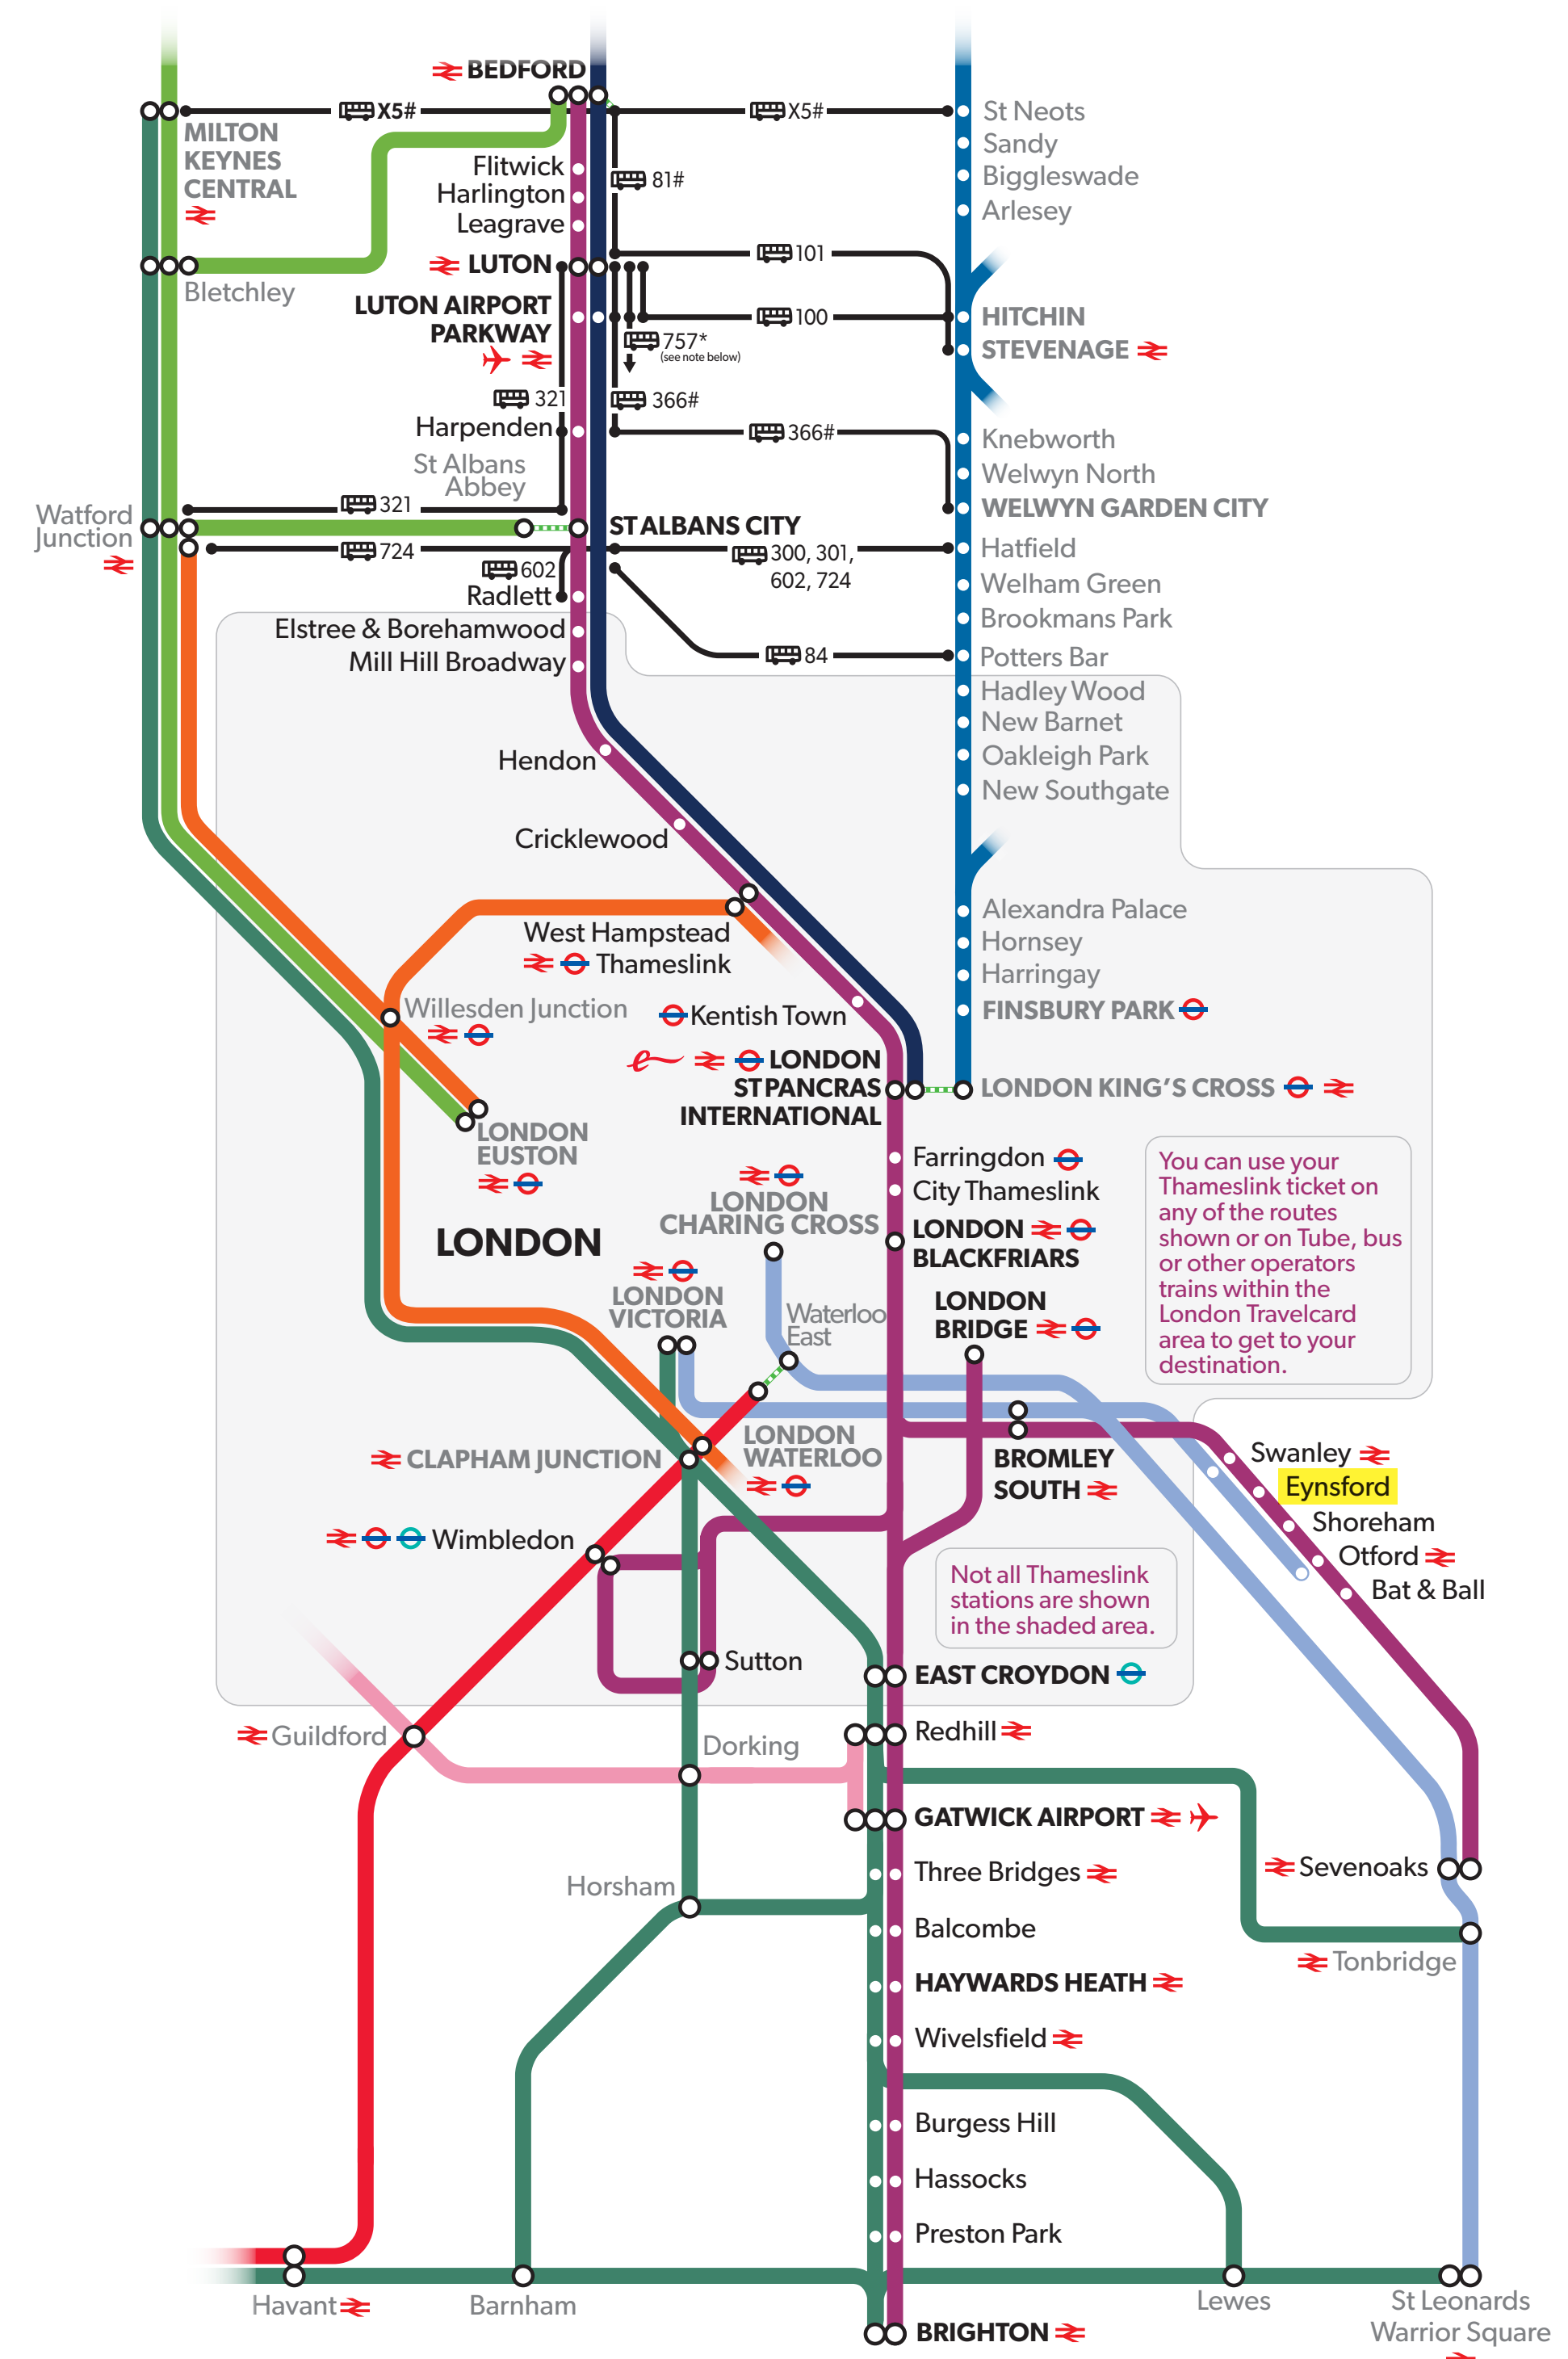 BEDFORD
X5#
X5#
St Neots
MILTON
KEYNES
CENTRAL
Sandy
Flitwick
81#
Biggleswade
Harlington
Arlesey
Leagrave
101
LUTON
Bletchley
LUTON AIRPORT
PARKWAY
100
HITCHIN
757*
(see note below)
STEVENAGE
321
366#
Harpenden
366#
Knebworth
St Albans
Abbey
Welwyn North
321
WELWYN GARDEN CITY
Watford
Junction
ST ALBANS CITY
724
300, 301,
602, 724
Hatfield
602
Radlett
Welham Green
Elstree & Borehamwood
Brookmans Park
Mill Hill Broadway
84
Potters Bar
Hadley Wood
New Barnet
Hendon
Oakleigh Park
New Southgate
Cricklewood
Alexandra Palace
West Hampstead
Thameslink
Hornsey
Harringay
Willesden Junction
Kentish Town
FINSBURY PARK
LONDON
ST PANCRAS
INTERNATIONAL
LONDON KING'S CROSS
LONDON
EUSTON
Farringdon
City Thameslink
You can use your
Thameslink ticket on
any of the routes
shown or on Tube, bus
or other operators
trains within the
London Travelcard
area to get to your
destination.
LONDON
CHARING CROSS
LONDON
LONDON
BLACKFRIARS
LONDON
VICTORIA
Waterloo
East
LONDON
BRIDGE
CLAPHAM JUNCTION
LONDON
WATERLOO
BROMLEY
SOUTH
Swanley
Eynsford
Shoreham
Otford
Bat & Ball
Wimbledon
Not all Thameslink
stations are shown
in the shaded area.
Sutton
EAST CROYDON
Guildford
Dorking
Redhill
GATWICK AIRPORT
Three Bridges
Sevenoaks
Horsham
Balcombe
Tonbridge
HAYWARDS HEATH
Wivelsfield
Burgess Hill
Hassocks
Preston Park
Havant
Barnham
Lewes
St Leonards
Warrior Square
BRIGHTON